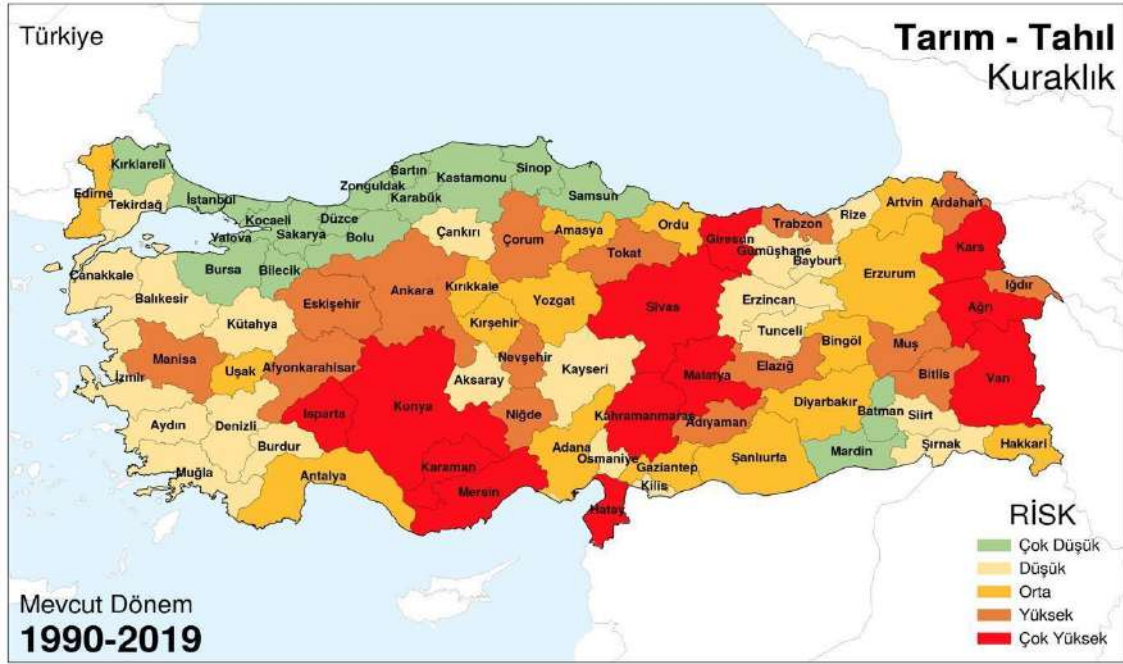 Türkiye
Tarım - Tahıl
Kuraklık
Kırklareli
Edirne
Tekirdağ
İstanbul
Bartın
Zonguldak
Karabük
Kastamonu
Sinop
Samsun
Kocaeli
Düzce
Yalova
Sakarya
Bolu
Bursa
Bilecik
Çankırı
Çorum
Amasya
Ordu
Tokat
Giresun
Gümüşhane
Trabzon
Rize
Bayburt
Artvin
Ardahan
Kars
Iğdır
Ağrı
Erzurum
Çanakkale
Balıkesir
Kütahya
Eskişehir
Ankara
Kırıkkale
Kırşehir
Yozgat
Sivas
Erzincan
Tunceli
Bingöl
Muş
Bitlis
Van
Manisa
İzmir
Uşak
Afyonkarahisar
Aksaray
Nevşehir
Kayseri
Malatya
Elazığ
Aydın
Denizli
Isparta
Burdur
Konya
Niğde
Kahramanmaraş
Adıyaman
Diyarbakır
Batman
Siirt
Muğla
Antalya
Karaman
Mersin
Adana
Osmaniye
Gaziantep
Kilis
Hatay
Şanlıurfa
Mardin
Şırnak
Hakkari
RİSK
Çok Düşük
Düşük
Orta
Yüksek
Çok Yüksek
Mevcut Dönem
1990-2019